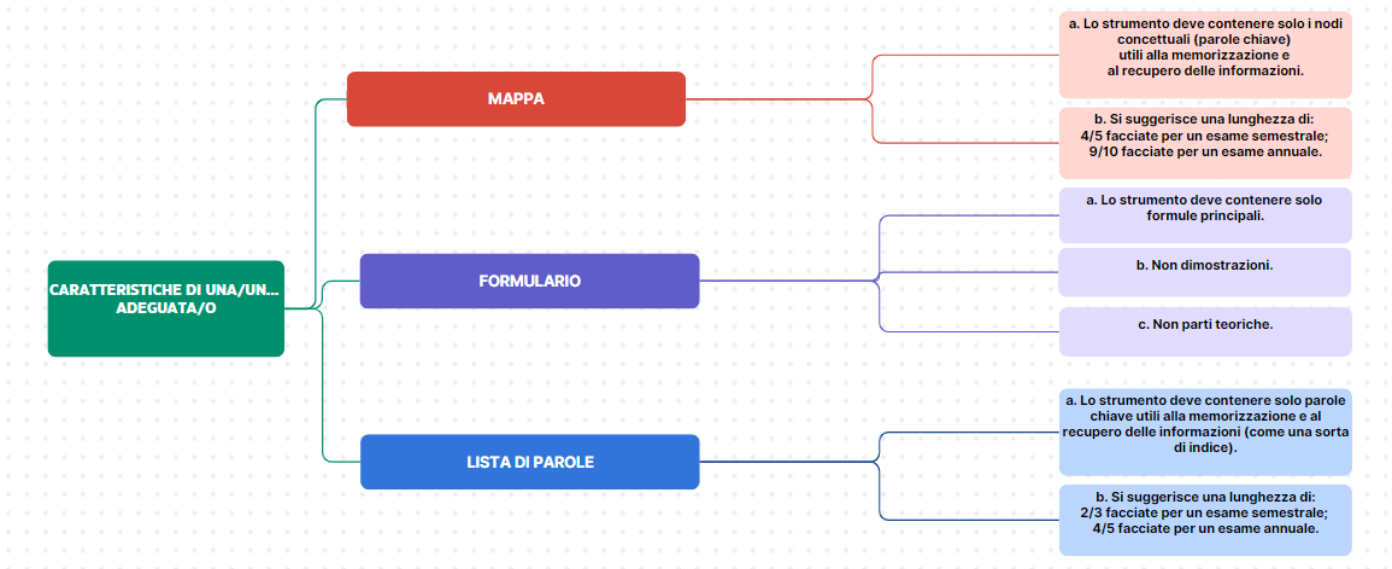 CARATTERISTICHE DI UNA/UN...
ADEGUATA/O
MAPPA
a. Lo strumento deve contenere solo i nodi
concettuali (parole chiave)
utili alla memorizzazione e
al recupero delle informazioni.
b. Si suggerisce una lunghezza di:
4/5 facciate per un esame semestrale;
9/10 facciate per un esame annuale.
FORMULARIO
a. Lo strumento deve contenere solo
formule principali.
b. Non dimostrazioni.
c. Non parti teoriche.
LISTA DI PAROLE
a. Lo strumento deve contenere solo parole
chiave utili alla memorizzazione e al
recupero delle informazioni (come una sorta
di indice).
b. Si suggerisce una lunghezza di:
2/3 facciate per un esame semestrale;
4/5 facciate per un esame annuale.